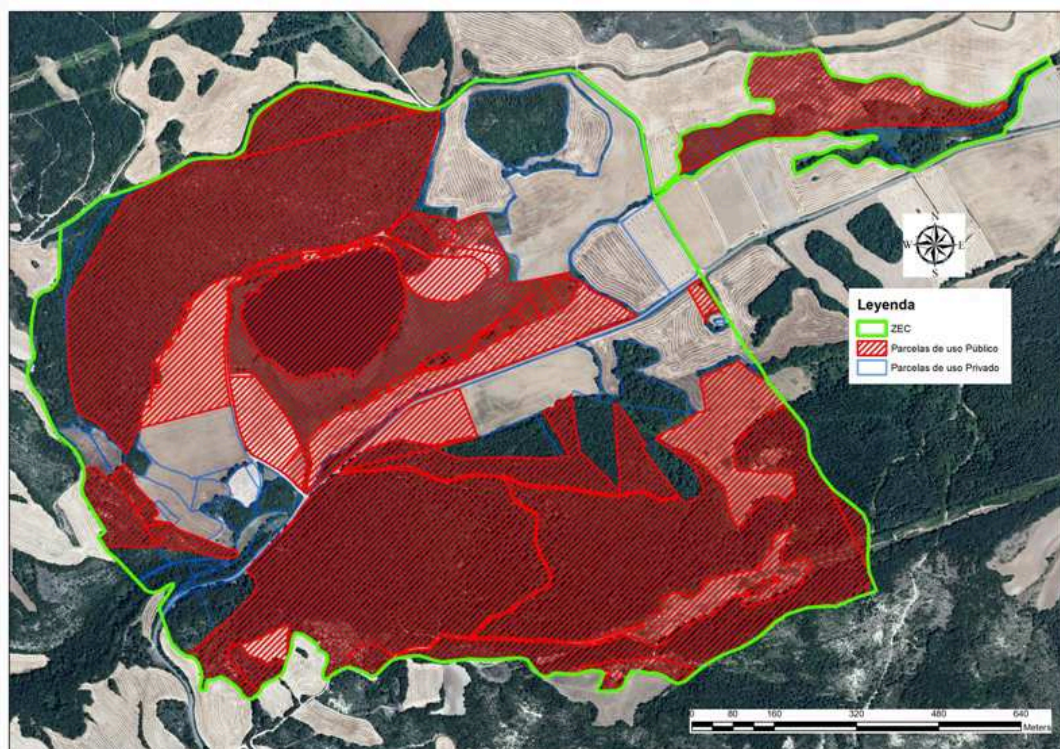 N
W E
S
Leyenda
ZEC
Parcelas de uso Público
Parcelas de uso Privado
0 80 160 320 480 640
Meters